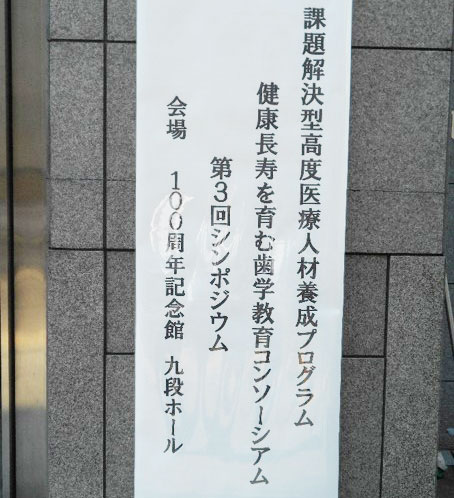 課題解決型高度医療人材養成プログラム
健康長寿を育む歯学教育コンソーシアム
第3回シンポジウム
会場 100周年記念館 九段ホール